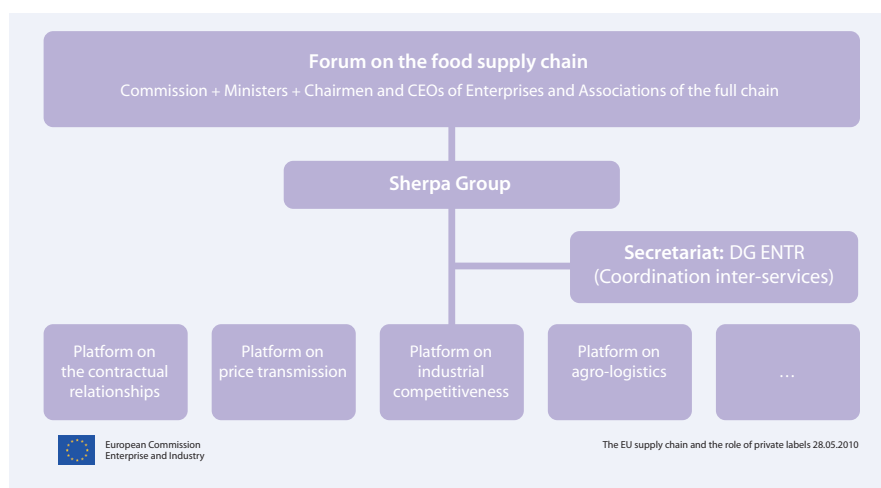 Forum on the food supply chain
Commission + Ministers + Chairmen and CEOs of Enterprises and Associations of the full chain
Sherpa Group
Secretariat: DG ENTR
(Coordination inter-services)
Platform on
the contractual
relationships
Platform on
price transmission
Platform on
industrial
competitiveness
Platform on
agro-logistics
...
European Commission
Enterprise and Industry
The EU supply chain and the role of private labels 28.05.2010